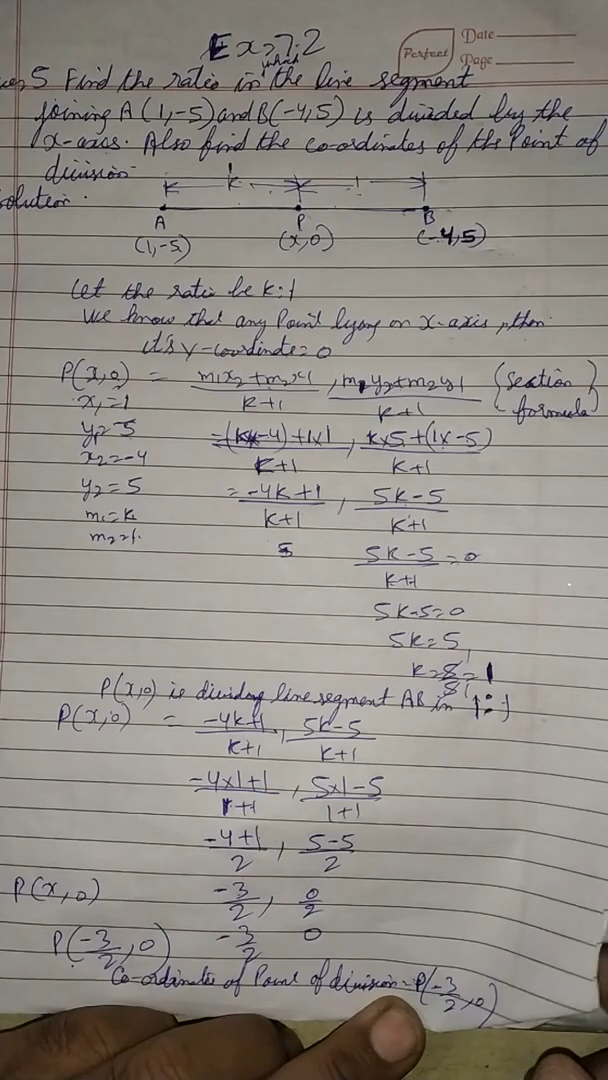 Ex=7.2
Perfect
Date
Page
5 Find the ratio in which the line segment
joining A(1,-5) and B(-4,5) is divided by the
x-axis. Also find the co-ordinates of the Point of
division
solution.
k 1
A P B
(1,-5) (x,0) (-4,5)
Let the ratio be k:1
We know that any Point lying on x-axis, then
it's Y-coordinate=0
P(x,0) = m1x2+m2x1/k+1 , m1y2+m2y1/k+1 (section formula)
x1=1
y1=-5
x2=-4
y2=5
m1=k
m2=1
=(kx-4)+1x1/k+1 , kx5+(1x-5)/k+1
= -4k+1/k+1 , 5k-5/k+1
5k-5/k+1 = 0
5k-5=0
5k=5
k=5/5=1
P(x,0) is dividing line segment AB in 1:1
P(x,0) = -4k+1/k+1 , 5k-5/k+1
-4x1+1/1+1 , 5x1-5/1+1
-4+1/2 , 5-5/2
P(x,0) -3/2 , 0/2
P(-3/2,0) -3/2 0
Co-ordinates of Point of division = P(-3/2,0)